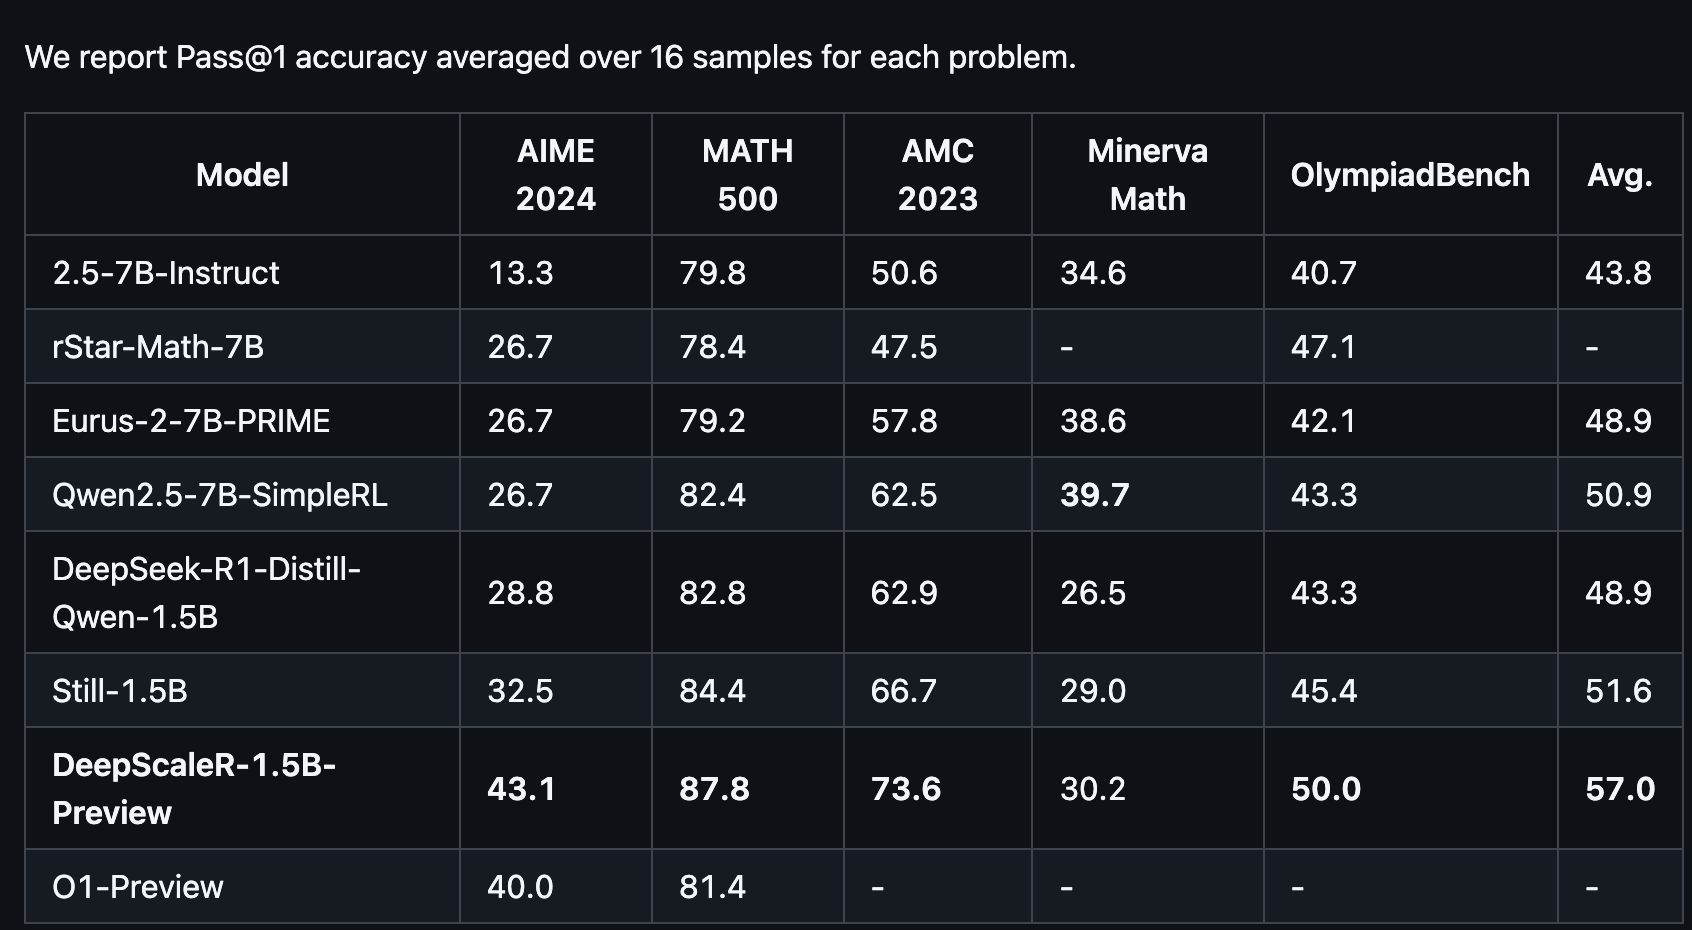 We report Pass@1 accuracy averaged over 16 samples for each problem.
Model AIME 2024 MATH 500 AMC 2023 Minerva Math OlympiadBench Avg.
2.5-7B-Instruct 13.3 79.8 50.6 34.6 40.7 43.8
rStar-Math-7B 26.7 78.4 47.5 - 47.1 -
Eurus-2-7B-PRIME 26.7 79.2 57.8 38.6 42.1 48.9
Qwen2.5-7B-SimpleRL 26.7 82.4 62.5 39.7 43.3 50.9
DeepSeek-R1-Distill-Qwen-1.5B 28.8 82.8 62.9 26.5 43.3 48.9
Still-1.5B 32.5 84.4 66.7 29.0 45.4 51.6
DeepScaleR-1.5B-Preview 43.1 87.8 73.6 30.2 50.0 57.0
O1-Preview 40.0 81.4 - - - -